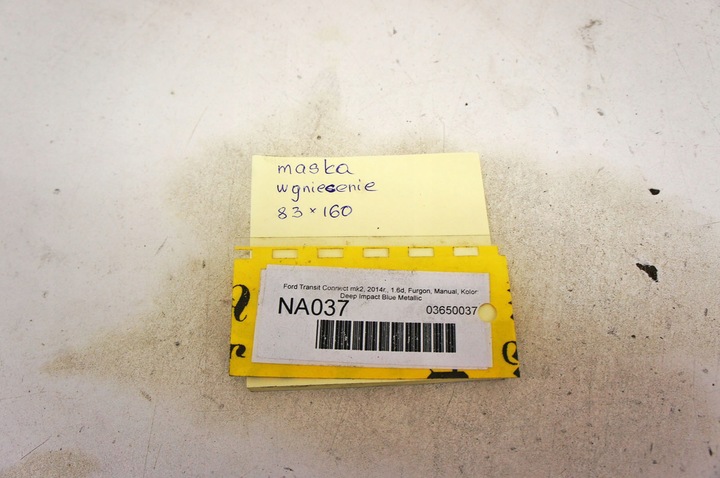 maska
wgniecenie
83 x 160
Ford Transit Connect mk2, 2014r., 1.6d, Furgon, Manual, Kolor:
Deep Impact Blue Metallic
NA037
03650037